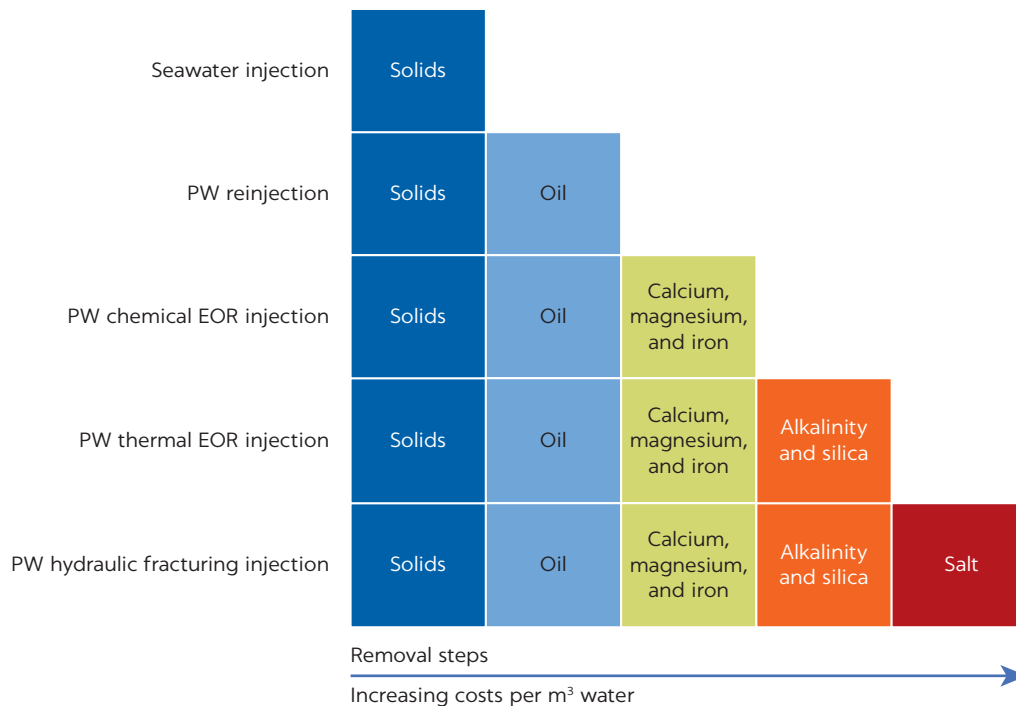 Seawater injection
Solids
PW reinjection
Solids
Oil
PW chemical EOR injection
Solids
Oil
Calcium,
magnesium,
and iron
PW thermal EOR injection
Solids
Oil
Calcium,
magnesium,
and iron
Alkalinity
and silica
PW hydraulic fracturing injection
Solids
Oil
Calcium,
magnesium,
and iron
Alkalinity
and silica
Salt
Removal steps
Increasing costs per m³ water